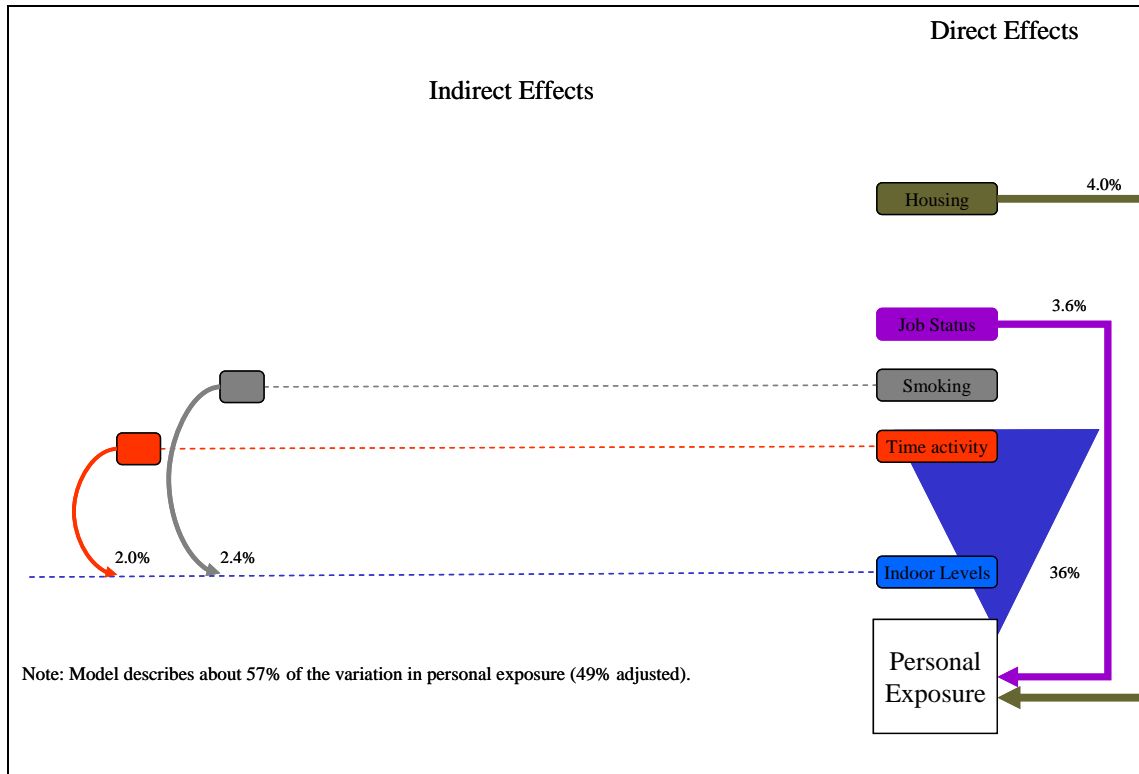 Direct Effects
Indirect Effects
4.0%
Housing
3.6%
Job Status
Smoking
Time activity
2.0%
2.4%
Indoor Levels
36%
Personal
Exposure
Note: Model describes about 57% of the variation in personal exposure (49% adjusted).